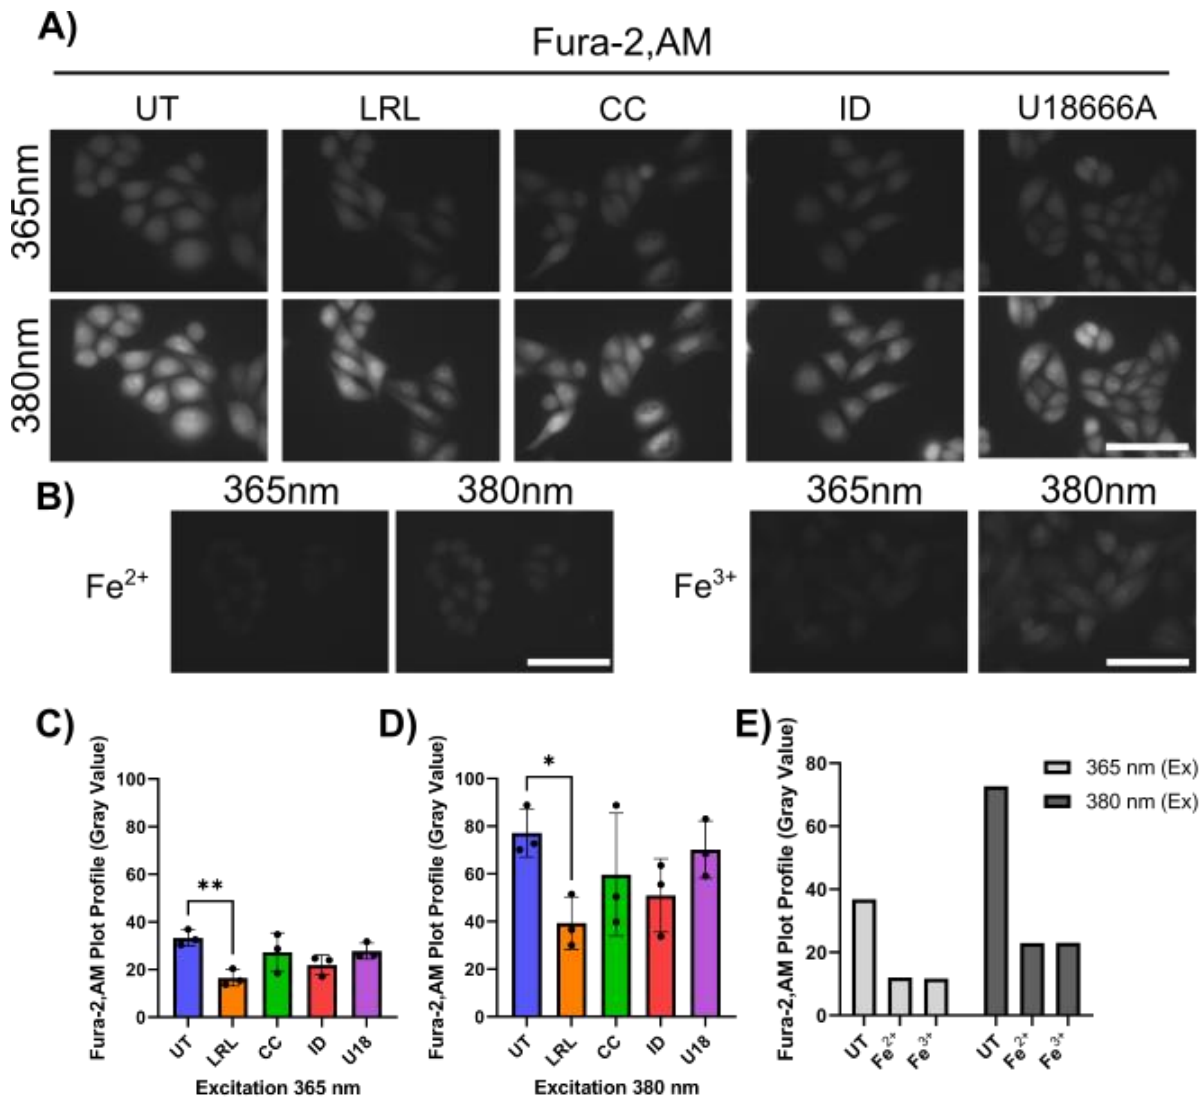 A)
Fura-2,AM
UT LRL CC ID U18666A
365nm
380nm
B)
365nm 380nm 365nm 380nm
Fe2+ Fe3+
C)
Fura-2,AM Plot Profile (Gray Value)
100
80
60
40
20
0
**
UT LRL CC ID U18
Excitation 365 nm
D)
Fura-2,AM Plot Profile (Gray Value)
100
80
60
40
20
0
*
UT LRL CC ID U18
Excitation 380 nm
E)
Fura-2,AM Plot Profile (Gray Value)
80
60
40
20
0
365 nm (Ex)
380 nm (Ex)
UT Fe2+ Fe3+ UT Fe2+ Fe3+